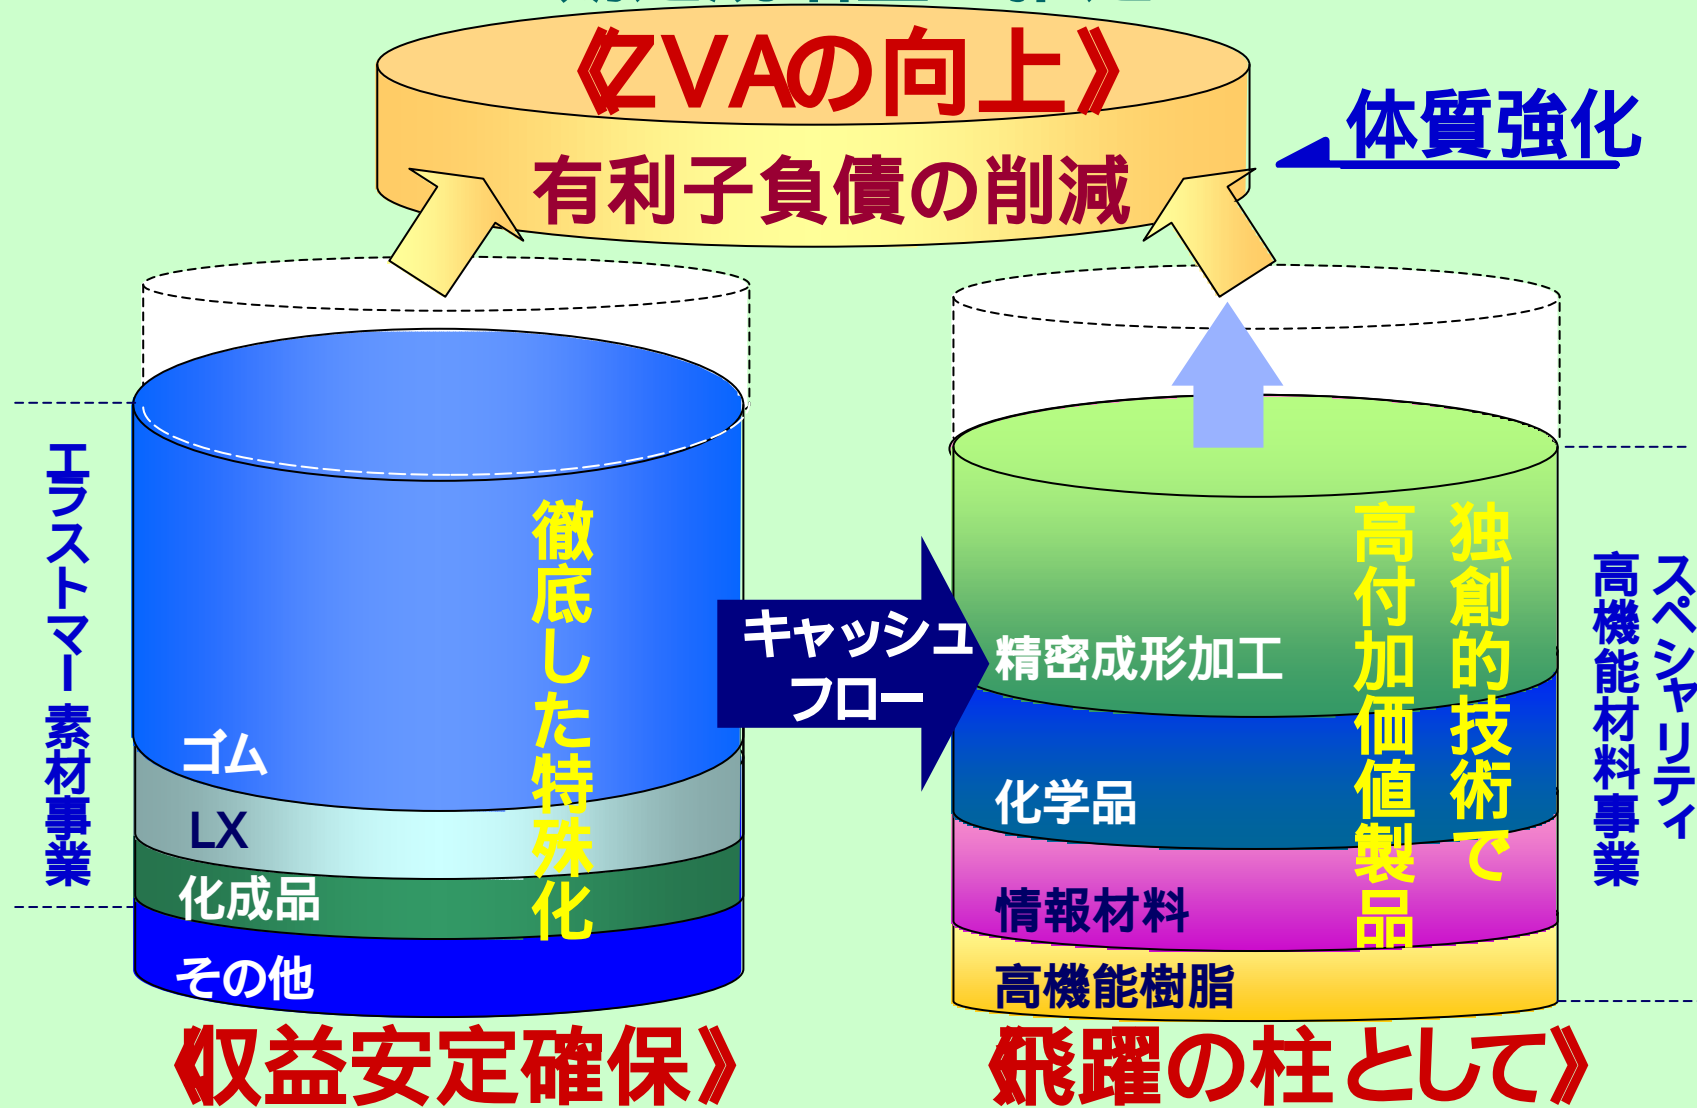 《ZVAの向上》
有利子負債の削減
体質強化
エラストマー素材事業
徹底した特殊化
ゴム
LX
化成品
その他
キャッシュ
フロー
独創的技術で
高付加価値製品
精密成形加工
化学品
情報材料
高機能樹脂
スペシャリティ
高機能材料事業
《収益安定確保》
《飛躍の柱として》